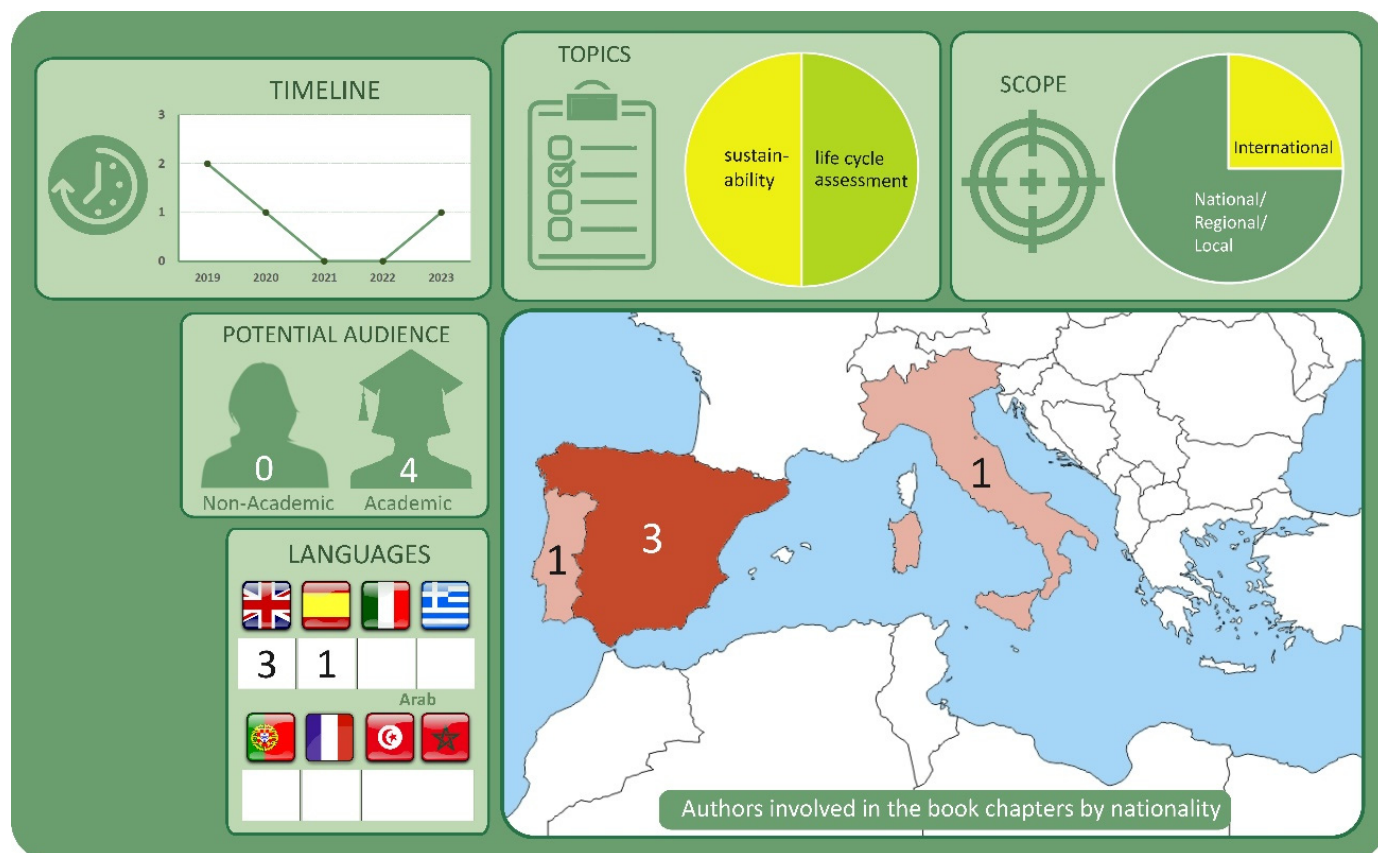 TIMELINE
3
2
1
0
2019 2020 2021 2022 2023
TOPICS
sustain-
ability
life cycle
assessment
SCOPE
International
National/
Regional/
Local
POTENTIAL AUDIENCE
0 4
Non-Academic Academic
LANGUAGES
3 1
Arab
1
3
1
Authors involved in the book chapters by nationality